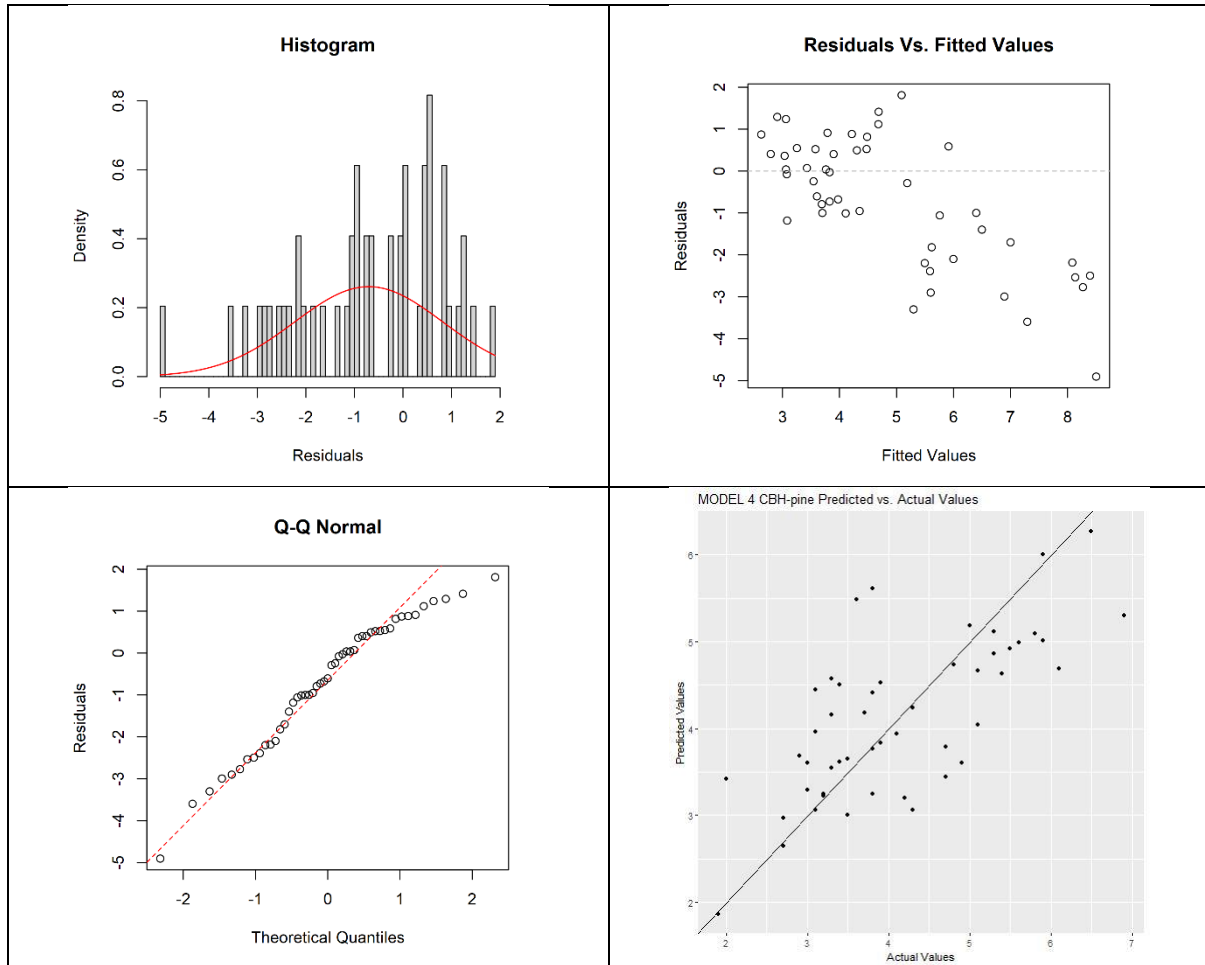 Histogram
0.8
0.6
0.4
0.2
0.0
Density
-5 -4 -3 -2 -1 0 1 2
Residuals
Residuals Vs. Fitted Values
2
1
0
-1
-2
-3
-4
-5
Residuals
3 4 5 6 7 8
Fitted Values
Q-Q Normal
2
1
0
-1
-2
-3
-4
-5
Residuals
-2 -1 0 1 2
Theoretical Quantiles
MODEL 4 CBH-pine Predicted vs. Actual Values
6
5
4
3
2
Predicted Values
2 3 4 5 6 7
Actual Values